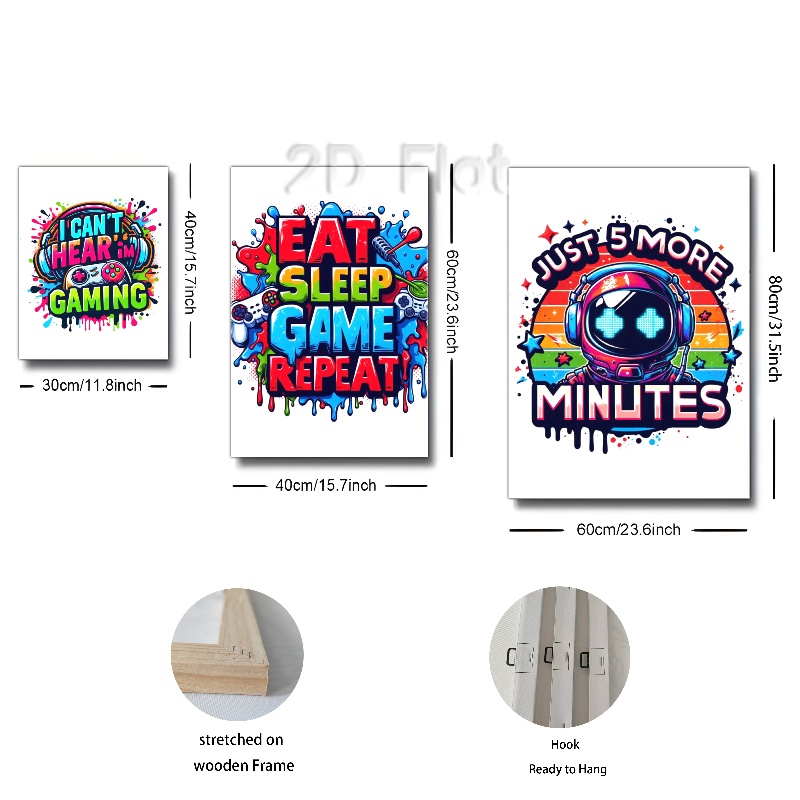 2D Flat
I CAN'T
HEAR I'M
GAMING
40cm/15.7inch
30cm/11.8inch
EAT
SLEEP
GAME
REPEAT
60cm/23.6inch
40cm/15.7inch
JUST 5 MORE
MINUTES
80cm/31.5inch
60cm/23.6inch
stretched on
wooden Frame
Hook
Ready to Hang